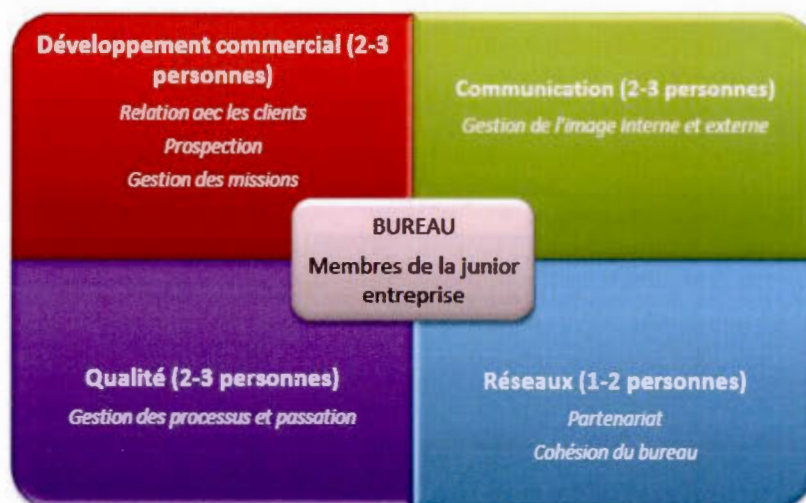 Développement commercial (2-3
personnes)
Relation aec les clients
Prospection
Gestion des missions
Communication (2-3 personnes)
Gestion de l'image interne et externe
BUREAU
Membres de la junior
entreprise
Qualité (2-3 personnes)
Gestion des processus et passation
Réseaux (1-2 personnes)
Partenariat
Cohésion du bureau